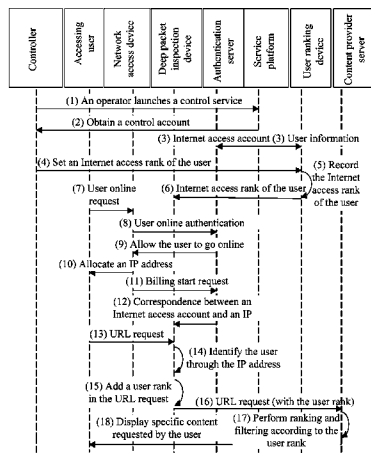 Controller
Accessing
user
Network
access device
Deep packet
inspection
device
Authentication
server
Service
platform
User ranking
device
Content provider
server
(1) An operator launches a control service
(2) Obtain a control account
(3) Internet access account
(3) User information
(4) Set an Internet access rank of the user
(5) Record
the Internet
access rank
of the user
(6) Internet access rank of the user
(7) User online
request
(8) User online authentication
(9) Allow the user to go online
(10) Allocate an IP address
(11) Billing start request
(12) Correspondence between an
Internet access account and an IP
(13) URL request
(14) Identify the user
through the IP address
(15) Add a user rank
in the URL request
(16) URL request (with the user rank)
(17) Perform ranking and
filtering according to the
user rank
(18) Display specific content
requested by the user